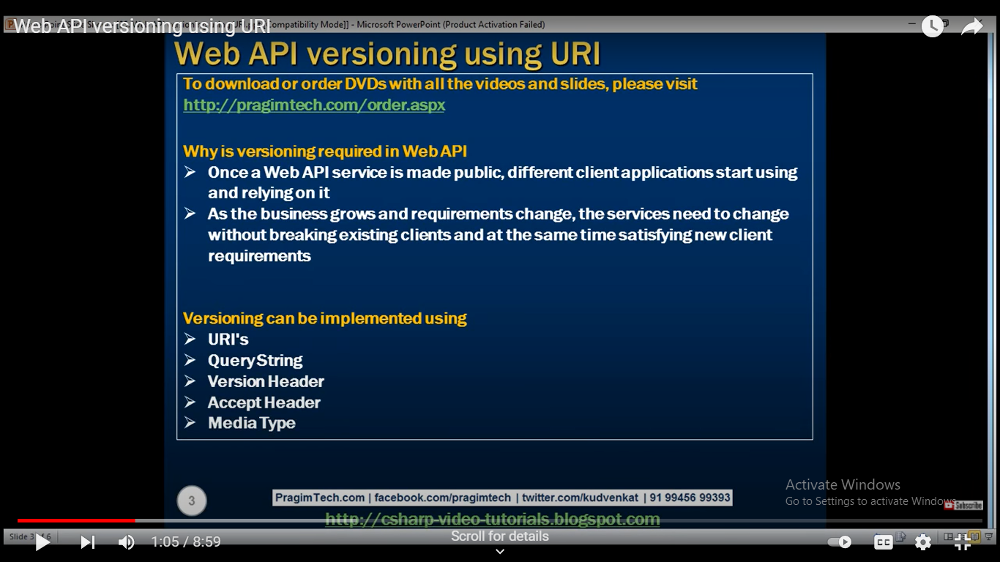 Web API versioning using URI
Compatibility Mode]] - Microsoft PowerPoint (Product Activation Failed)
Web API versioning using URI
To download or order DVDs with all the videos and slides, please visit
http://pragimtech.com/order.aspx
Why is versioning required in Web API
➢ Once a Web API service is made public, different client applications start using
and relying on it
➢ As the business grows and requirements change, the services need to change
without breaking existing clients and at the same time satisfying new client
requirements
Versioning can be implemented using
➢ URI's
➢ Query String
➢ Version Header
➢ Accept Header
➢ Media Type
Activate Windows
Go to Settings to activate Windows.
3
PragimTech.com | facebook.com/pragimtech | twitter.com/kudvenkat | 91 99456 99393
Subscribe
http://csharp-video-tutorials.blogspot.com
Slide 3 of 6
1:05 / 8:59
Scroll for details
CC